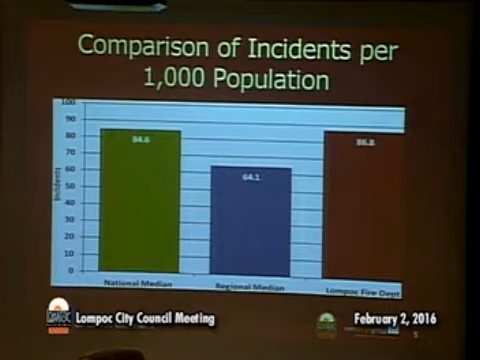 Comparison of Incidents per
1,000 Population
100
90
80
70
60
50
40
30
20
10
0
Incidents
84.6
64.1
86.8
National Median
Regional Median
Lompoc Fire Dept
LOMPOC
Lompoc City Council Meeting
February 2, 2016